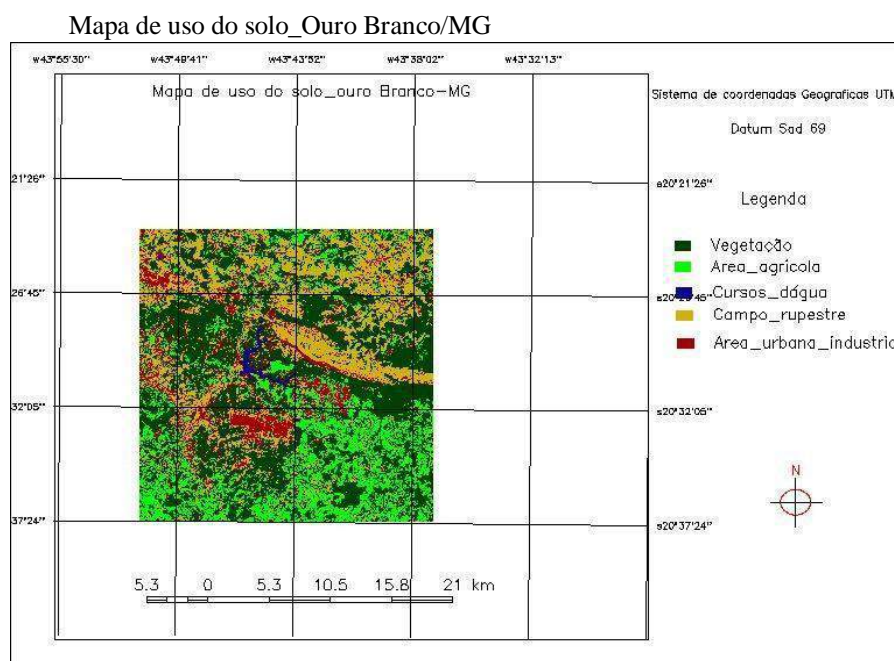 Mapa de uso do solo_Ouro Branco/MG
w43°55'30" w43°49'41" w43°43'52" w43°38'02" w43°32'13"
Mapa de uso do solo_ouro Branco-MG
Sistema de coordenadas Geograficas UTM
Datum Sad 69
21'26"
s20°21'26"
Legenda
Vegetação
Area_agricola
26'45"
Cursos_dágua
Campo_rupestre
Area_urbana_industria
32'05"
s20°32'05"
N
37'24"
s20°37'24"
5.3 0 5.3 10.5 15.8 21 km